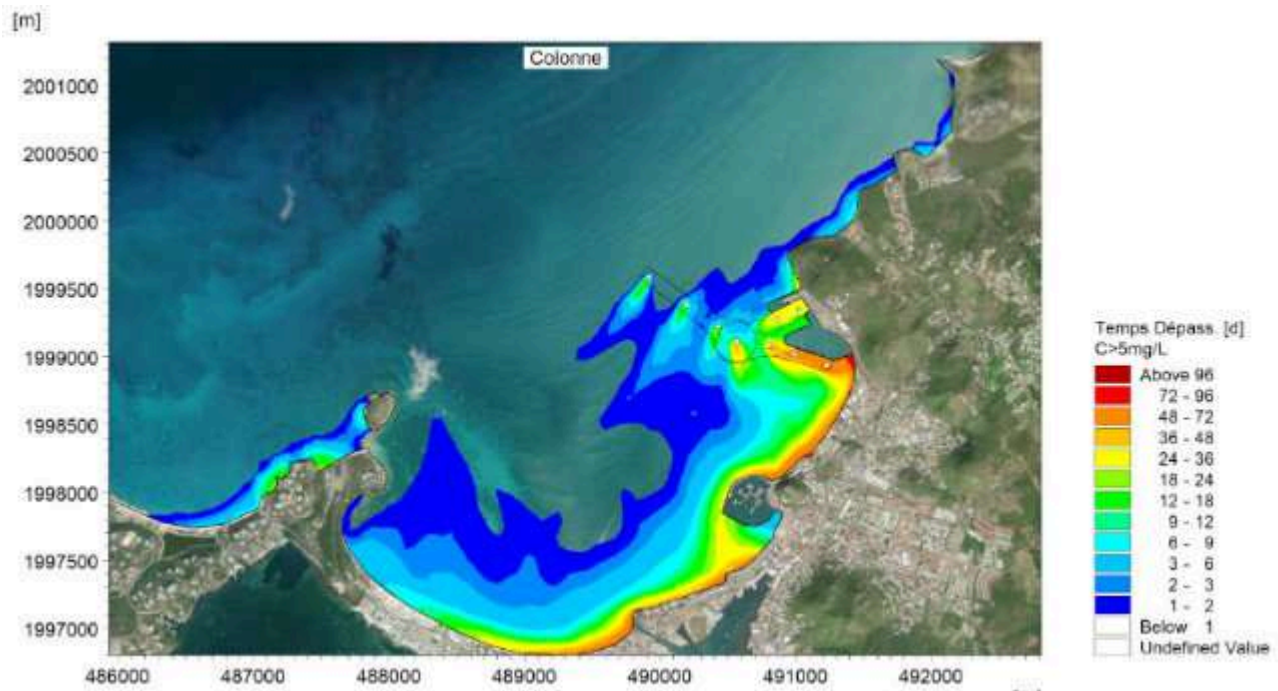 [m]
Colonne
2001000
2000500
2000000
1999500
1999000
1998500
1998000
1997500
1997000
486000 487000 488000 489000 490000 491000 492000
Temps Dépass. [d]
C>5mg/L
Above 96
72 - 96
48 - 72
36 - 48
24 - 36
18 - 24
12 - 18
9 - 12
6 - 9
3 - 6
2 - 3
1 - 2
Below 1
Undefined Value